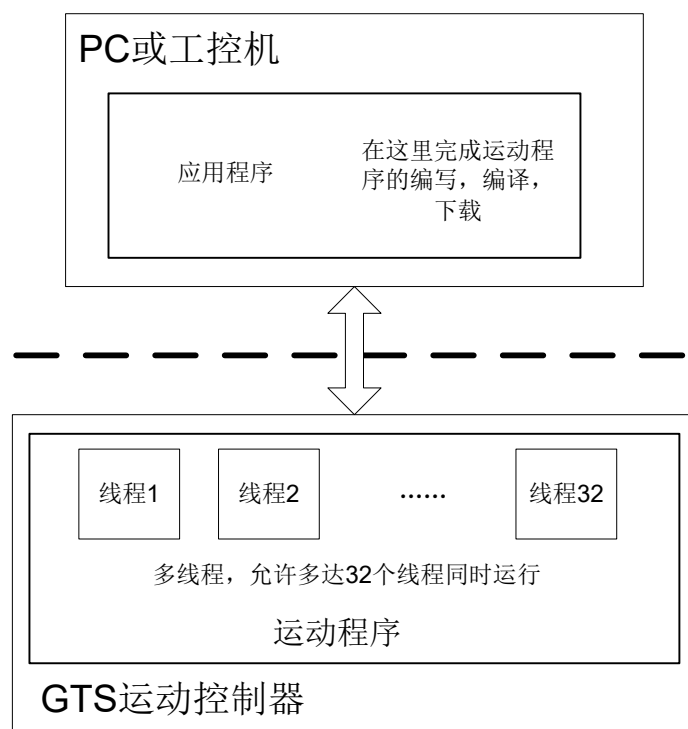 PC或工控机
应用程序
在这里完成运动程
序的编写，编译，
下载
线程1
线程2
……
线程32
多线程，允许多达32个线程同时运行
运动程序
GTS运动控制器